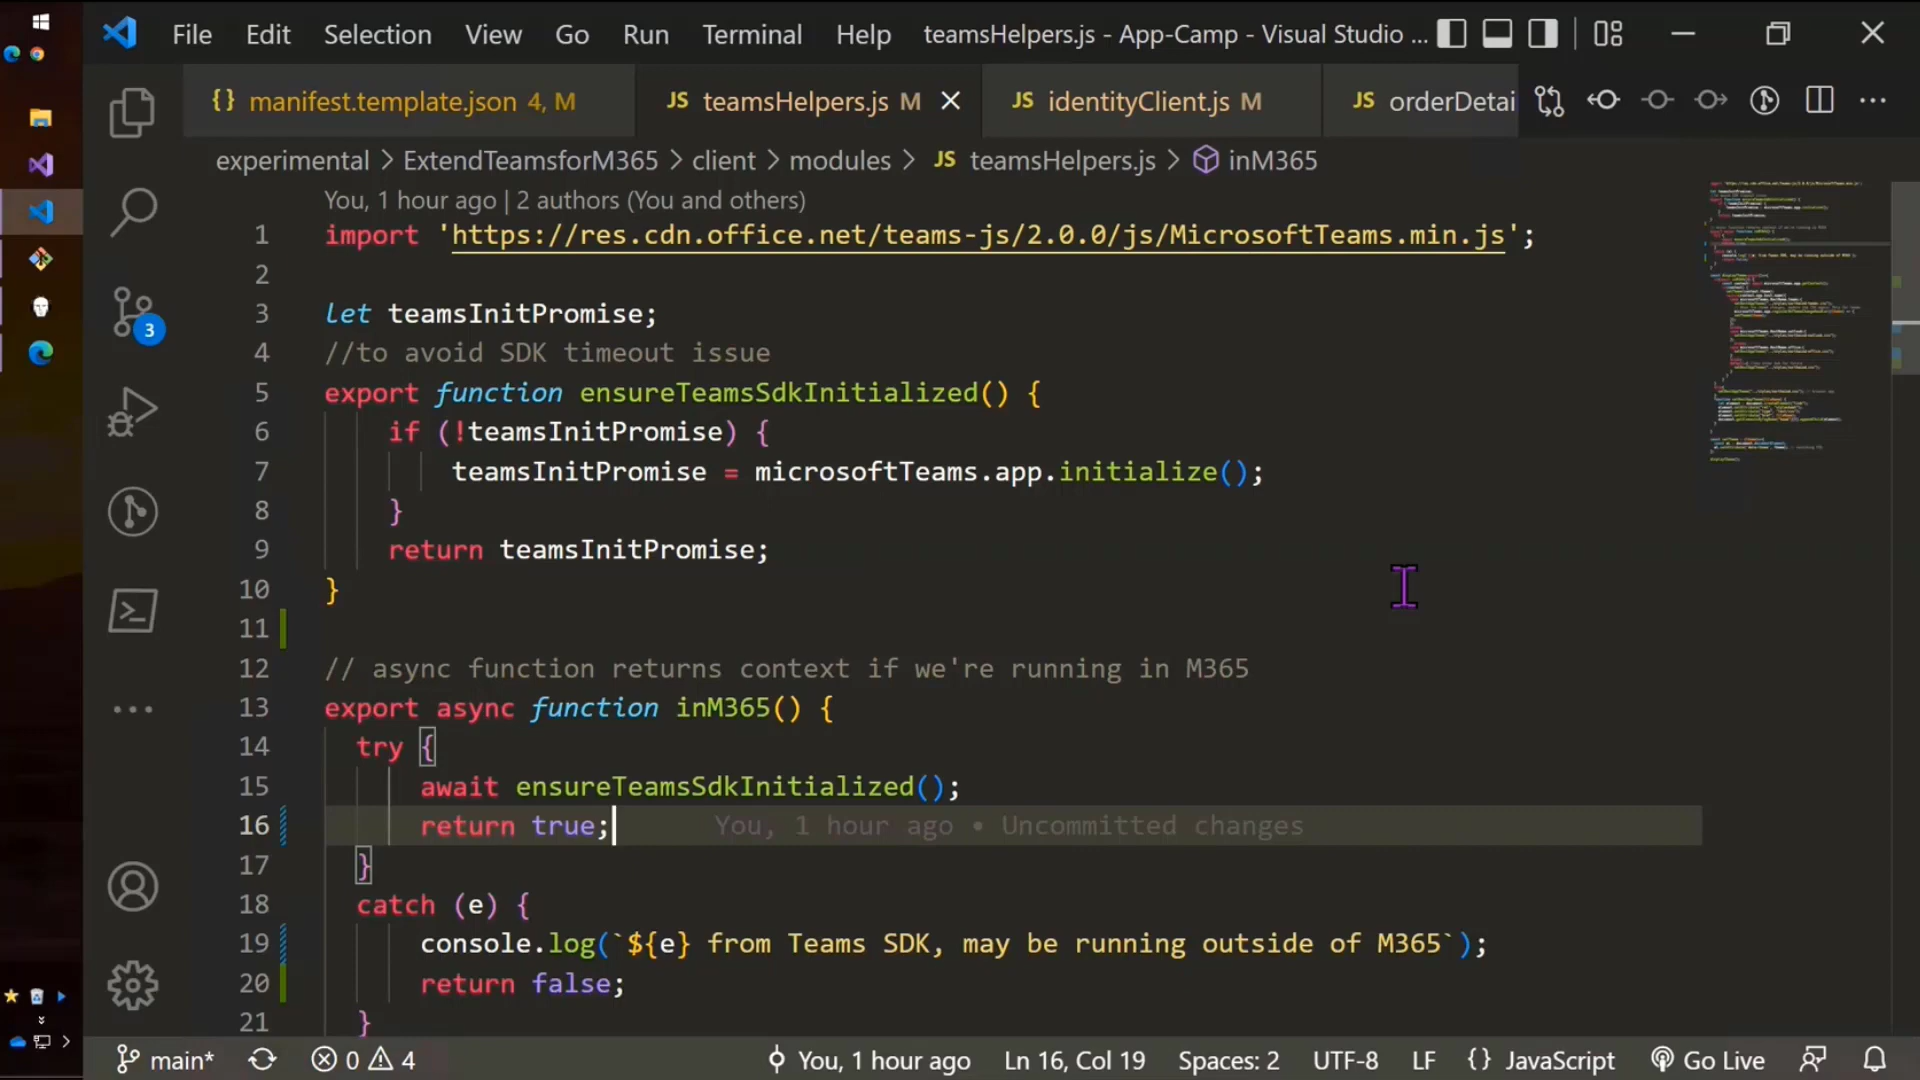 File Edit Selection View Go Run Terminal Help teamsHelpers.js - App-Camp - Visual Studio ...
{} manifest.template.json 4, M JS teamsHelpers.js M JS identityClient.js M JS orderDetai
experimental > ExtendTeamsforM365 > client > modules > JS teamsHelpers.js > inM365
You, 1 hour ago | 2 authors (You and others)
1 import 'https://res.cdn.office.net/teams-js/2.0.0/js/MicrosoftTeams.min.js';
2
3 let teamsInitPromise;
4 //to avoid SDK timeout issue
5 export function ensureTeamsSdkInitialized() {
6 if (!teamsInitPromise) {
7 teamsInitPromise = microsoftTeams.app.initialize();
8 }
9 return teamsInitPromise;
10 }
11
12 // async function returns context if we're running in M365
13 export async function inM365() {
14 try {
15 await ensureTeamsSdkInitialized();
16 return true; You, 1 hour ago • Uncommitted changes
17 }
18 catch (e) {
19 console.log(`${e} from Teams SDK, may be running outside of M365`);
20 return false;
21 }
3
main* 0 4 You, 1 hour ago Ln 16, Col 19 Spaces: 2 UTF-8 LF {} JavaScript Go Live